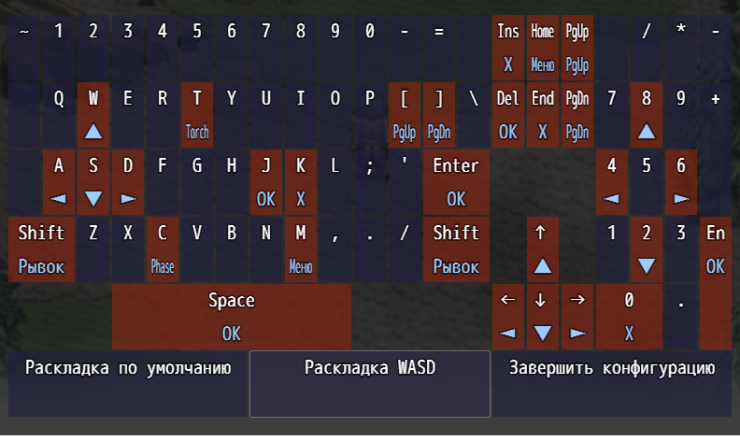 ~ 1 2 3 4 5 6 7 8 9 0 - = Ins Home PgUp / * -
X Меню PgUp
Q W E R T Y U I O P [ ] \ Del End PgDn 7 8 9 +
▲ Torch PgUp PgDn OK X PgDn ▲
A S D F G H J K L ; ' Enter 4 5 6
◄ ▼ ► OK X OK ◄ ►
Shift Z X C V B N M , . / Shift ↑ 1 2 3 En
Рывок Phase Меню Рывок ▲ ▼ OK
Space ← ↓ → 0 .
OK ◄ ▼ ► X
Раскладка по умолчанию Раскладка WASD Завершить конфигурацию